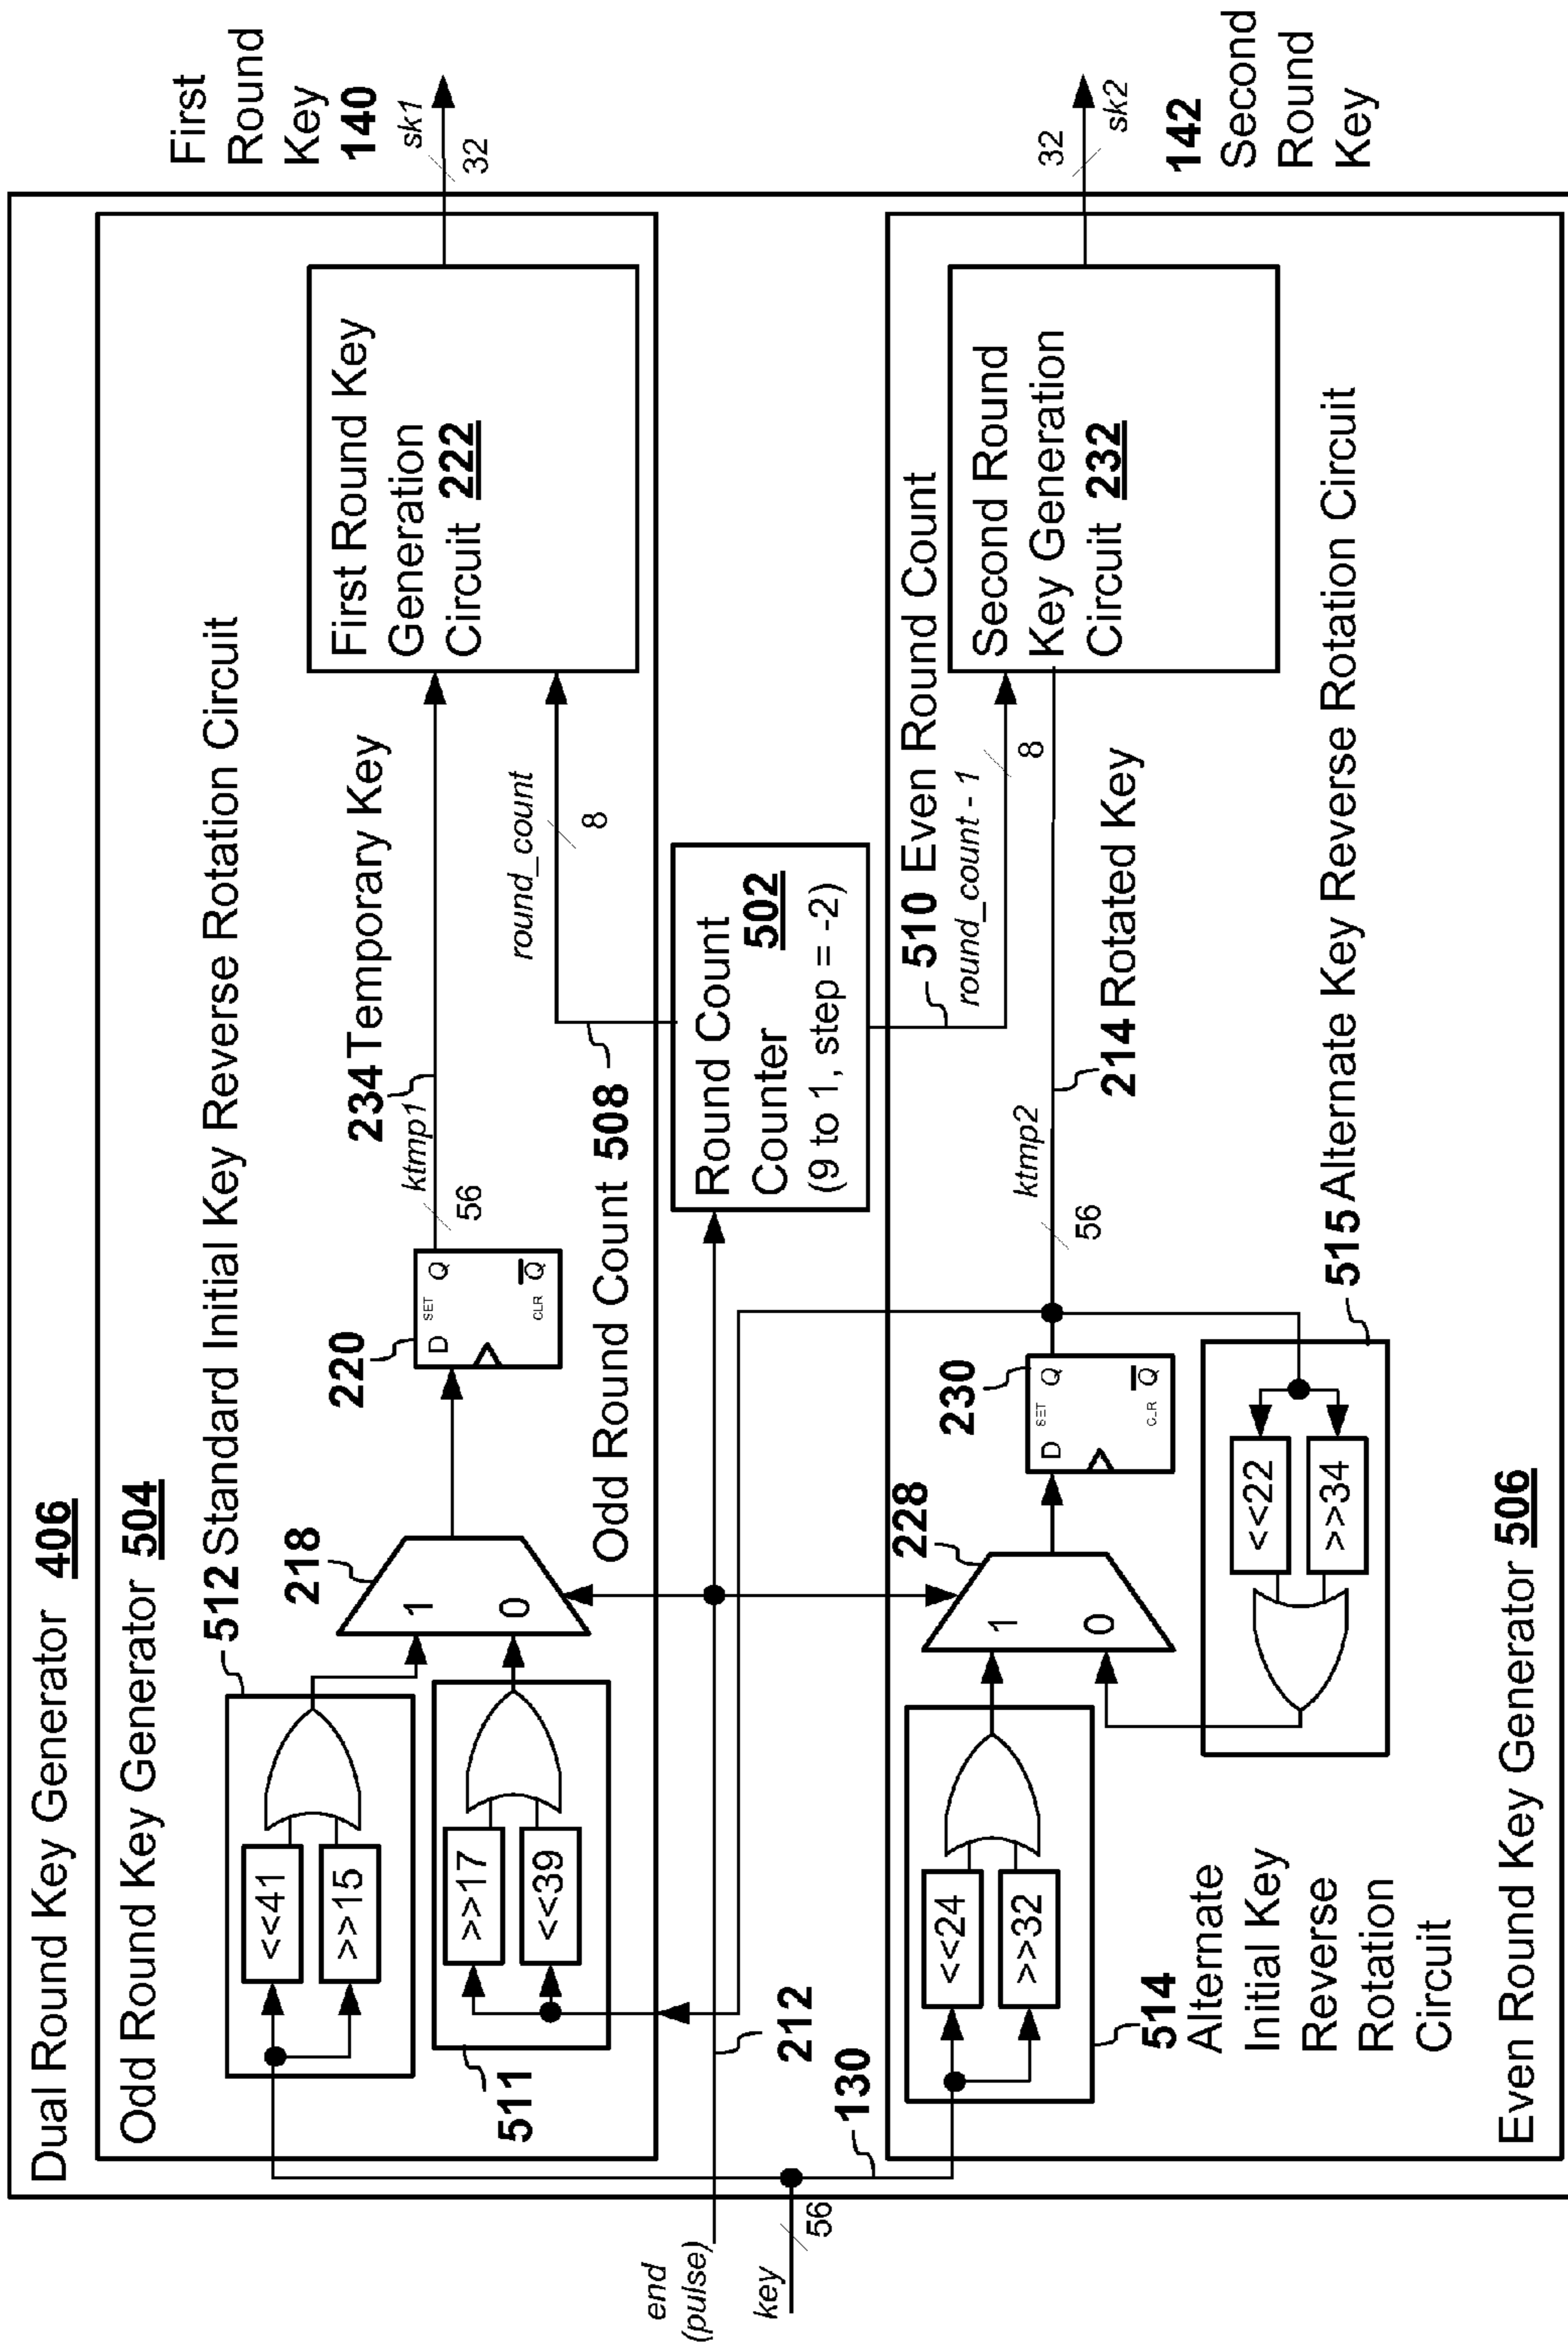 Dual Round Key Generator 406
Odd Round Key Generator 504
512 Standard Initial Key Reverse Rotation Circuit
<<41
>>15
218
1
0
220
D
SET
Q
CLR
Q
ktmp1
56
234 Temporary Key
First Round Key
Generation
Circuit 222
First
Round
Key
140
sk1
32
511
>>17
<<39
Odd Round Count 508
round_count
8
end
(pulse)
212
key
56
130
Round Count
Counter 502
(9 to 1, step = -2)
510 Even Round Count
round_count - 1
8
<<24
>>32
514
Alternate
Initial Key
Reverse
Rotation
Circuit
228
1
0
230
D
SET
Q
CLR
Q
ktmp2
56
214 Rotated Key
Second Round
Key Generation
Circuit 232
32
sk2
142
Second
Round
Key
<<22
>>34
515 Alternate Key Reverse Rotation Circuit
Even Round Key Generator 506